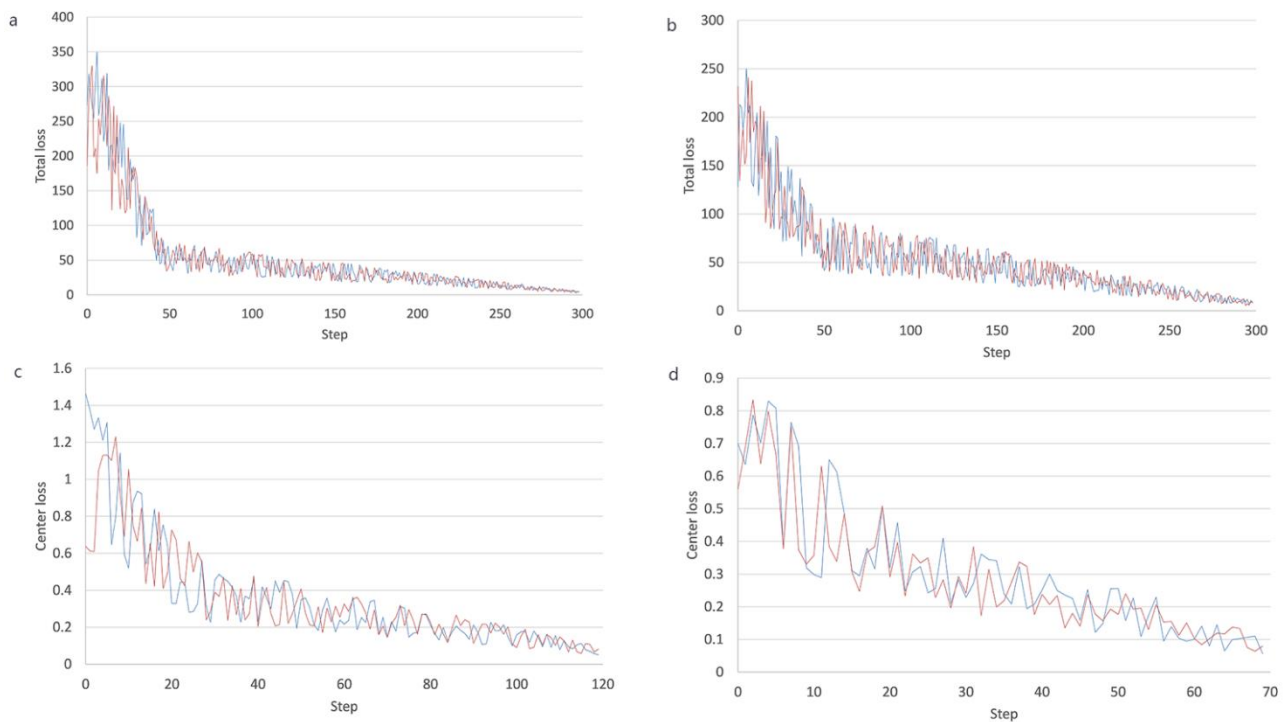 a
400
350
300
250
200
150
100
50
0
Total loss
0 50 100 150 200 250 300
Step
b
300
250
200
150
100
50
0
Total loss
0 50 100 150 200 250 300
Step
c
1.6
1.4
1.2
1
0.8
0.6
0.4
0.2
0
Center loss
0 20 40 60 80 100 120
Step
d
0.9
0.8
0.7
0.6
0.5
0.4
0.3
0.2
0.1
0
Center loss
0 10 20 30 40 50 60 70
Step